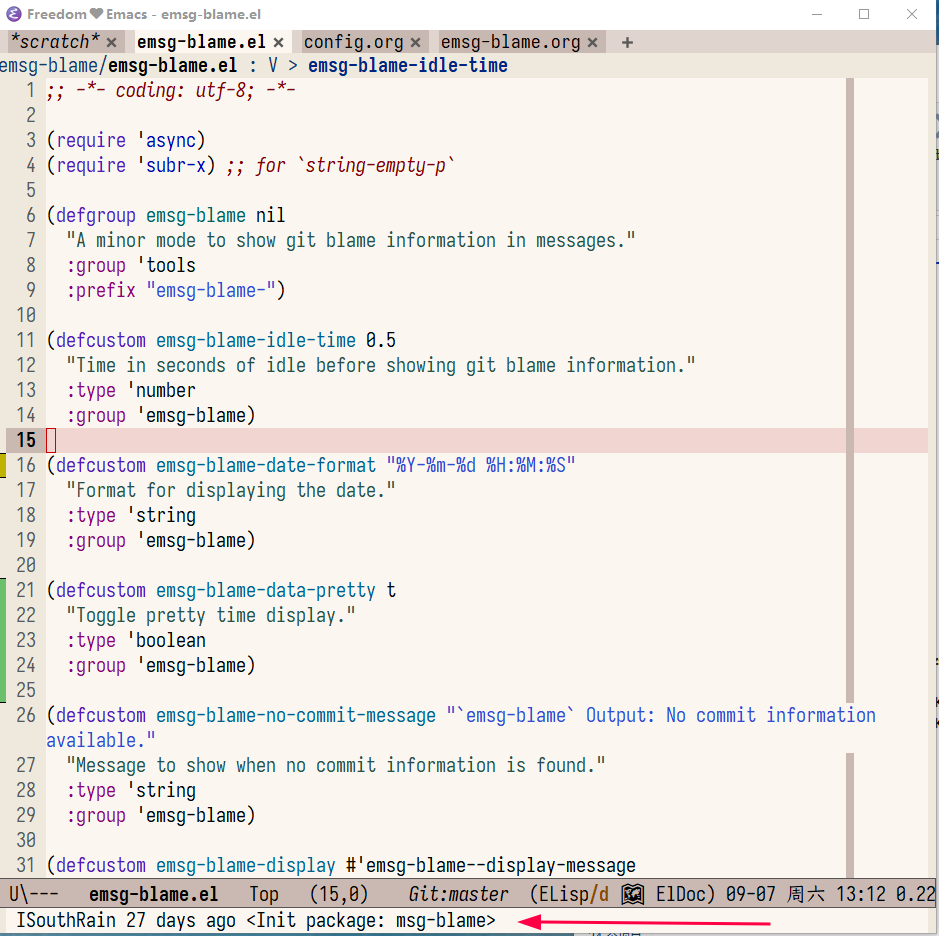 Freedom❤Emacs - emsg-blame.el
*scratch* × emsg-blame.el × config.org × emsg-blame.org × +
emsg-blame/emsg-blame.el : V > emsg-blame-idle-time
1 ;; -*- coding: utf-8; -*-
2
3 (require 'async)
4 (require 'subr-x) ;; for `string-empty-p`
5
6 (defgroup emsg-blame nil
7 "A minor mode to show git blame information in messages."
8 :group 'tools
9 :prefix "emsg-blame-")
10
11 (defcustom emsg-blame-idle-time 0.5
12 "Time in seconds of idle before showing git blame information."
13 :type 'number
14 :group 'emsg-blame)
15
16 (defcustom emsg-blame-date-format "%Y-%m-%d %H:%M:%S"
17 "Format for displaying the date."
18 :type 'string
19 :group 'emsg-blame)
20
21 (defcustom emsg-blame-data-pretty t
22 "Toggle pretty time display."
23 :type 'boolean
24 :group 'emsg-blame)
25
26 (defcustom emsg-blame-no-commit-message "`emsg-blame` Output: No commit information
available."
27 "Message to show when no commit information is found."
28 :type 'string
29 :group 'emsg-blame)
30
31 (defcustom emsg-blame-display #'emsg-blame--display-message
U\--- emsg-blame.el Top (15,0) Git:master (ELisp/d ElDoc) 09-07 周六 13:12 0.22
ISouthRain 27 days ago <Init package: msg-blame>